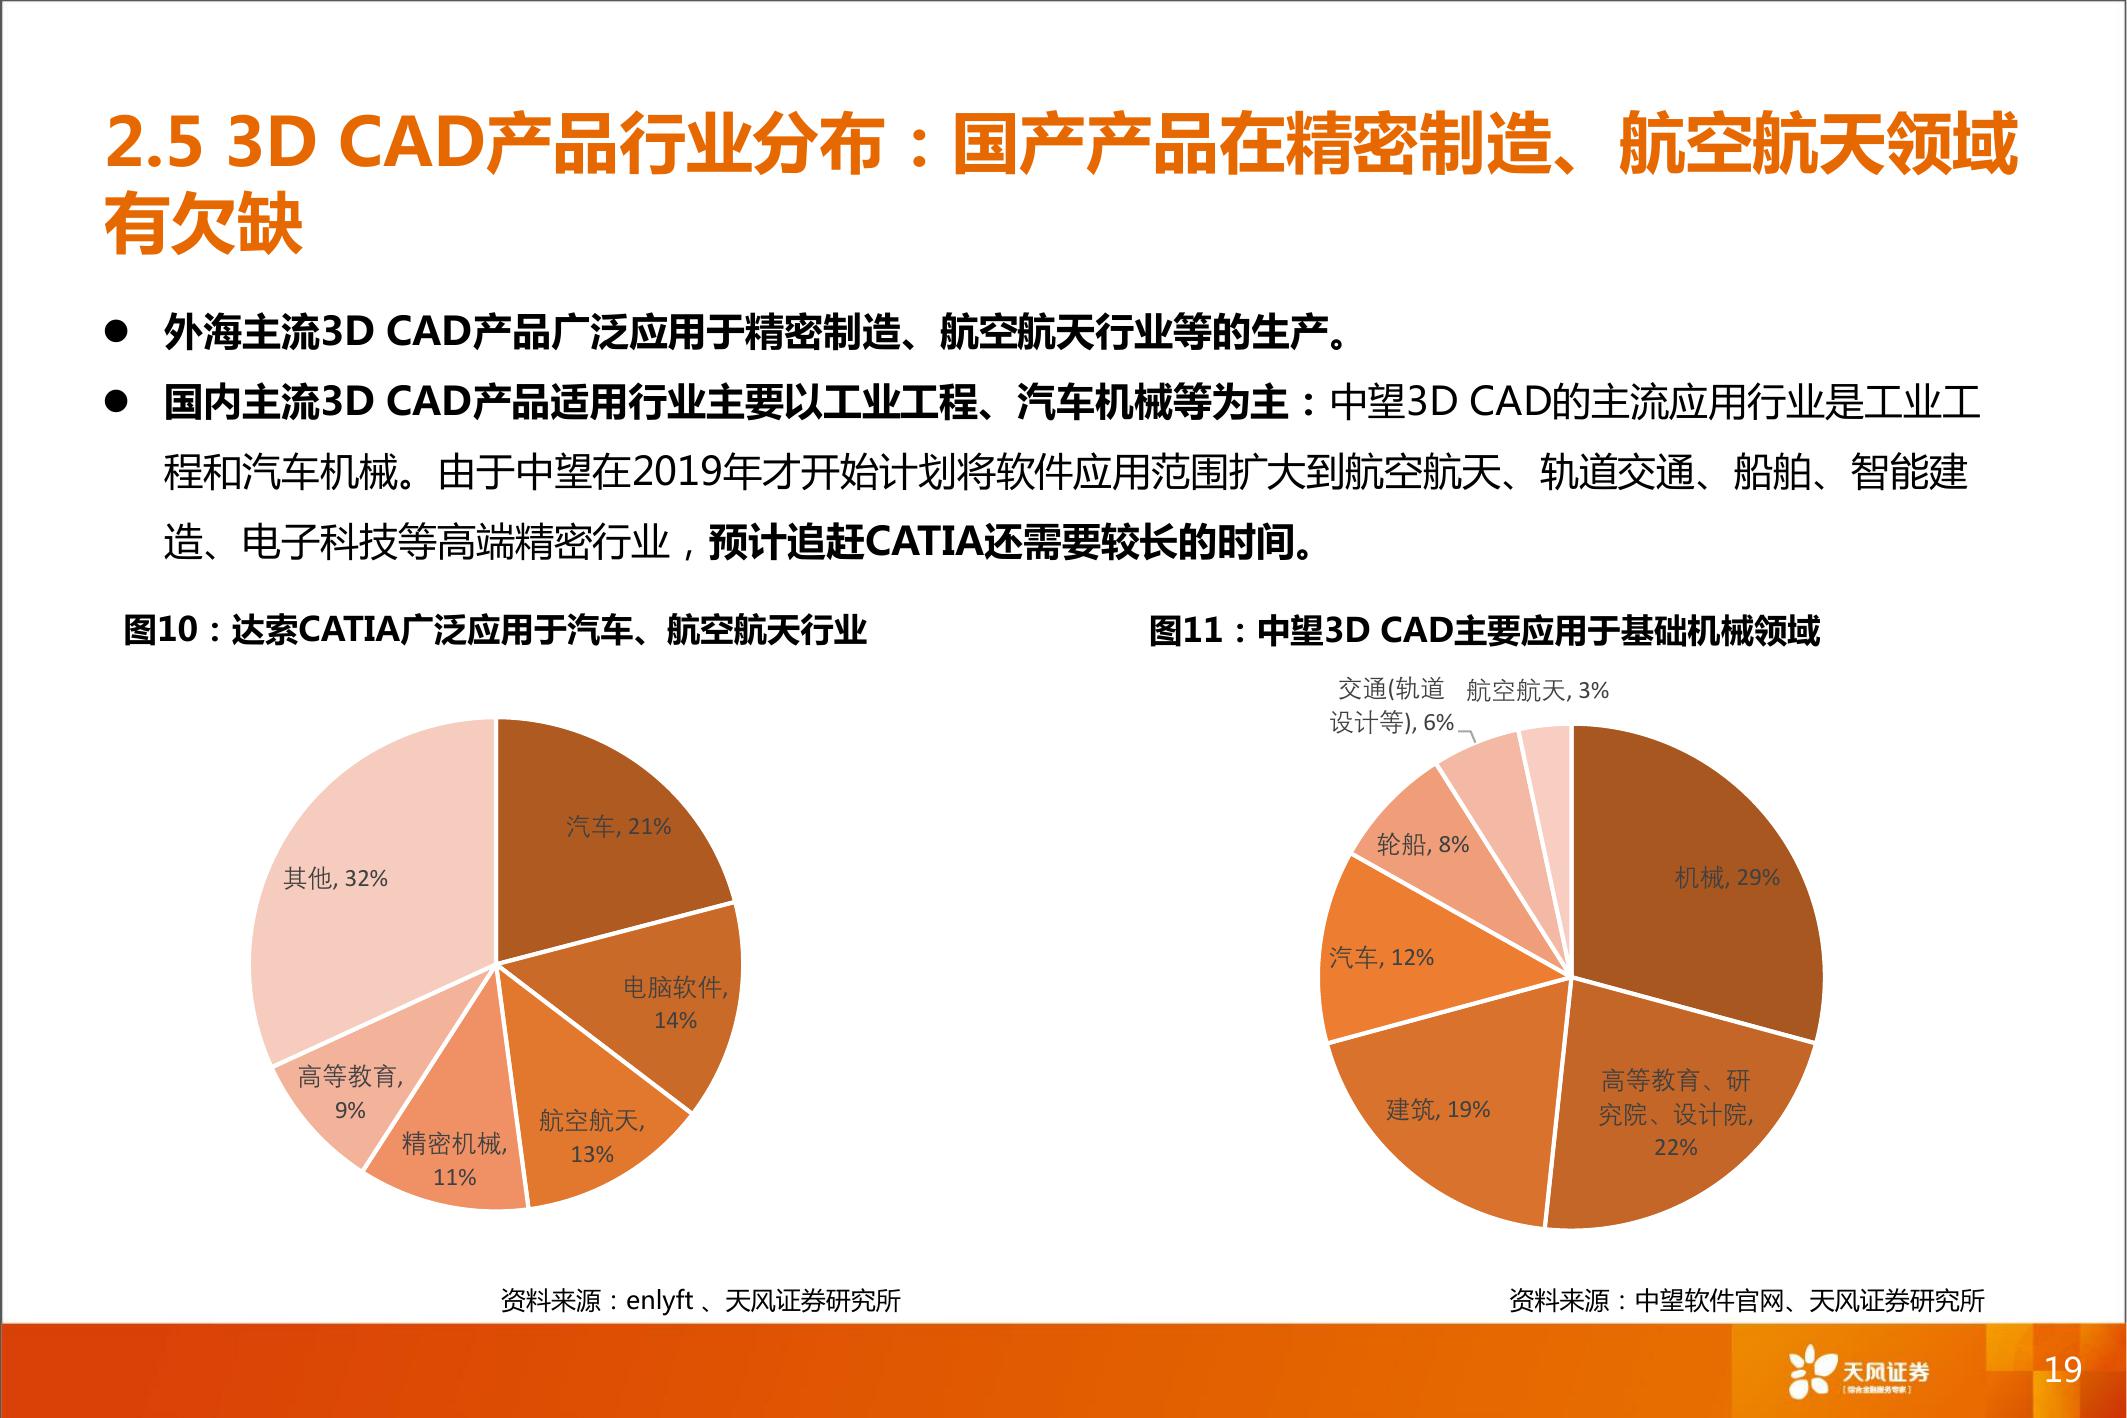 2.5 3D CAD产品行业分布：国产产品在精密制造、航空航天领域
有欠缺
● 外海主流3D CAD产品广泛应用于精密制造、航空航天行业等的生产。
● 国内主流3D CAD产品适用行业主要以工业工程、汽车机械等为主：中望3D CAD的主流应用行业是工业工
程和汽车机械。由于中望在2019年才开始计划将软件应用范围扩大到航空航天、轨道交通、船舶、智能建
造、电子科技等高端精密行业，预计追赶CATIA还需要较长的时间。
图10：达索CATIA广泛应用于汽车、航空航天行业
汽车, 21%
电脑软件,
14%
航空航天,
13%
精密机械,
11%
高等教育,
9%
其他, 32%
资料来源：enlyft 、天风证券研究所
图11：中望3D CAD主要应用于基础机械领域
机械, 29%
高等教育、研
究院、设计院,
22%
建筑, 19%
汽车, 12%
轮船, 8%
交通(轨道
设计等), 6%
航空航天, 3%
资料来源：中望软件官网、天风证券研究所
天风证券
[综合金融服务专家]
19